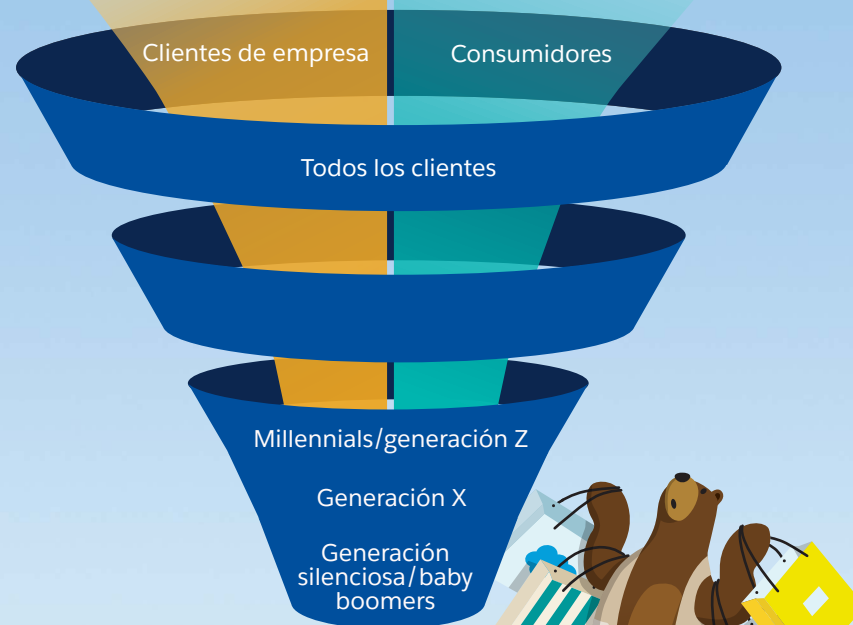 Clientes de empresa
Consumidores
Todos los clientes
Millennials/generación Z
Generación X
Generación
silenciosa/baby
boomers